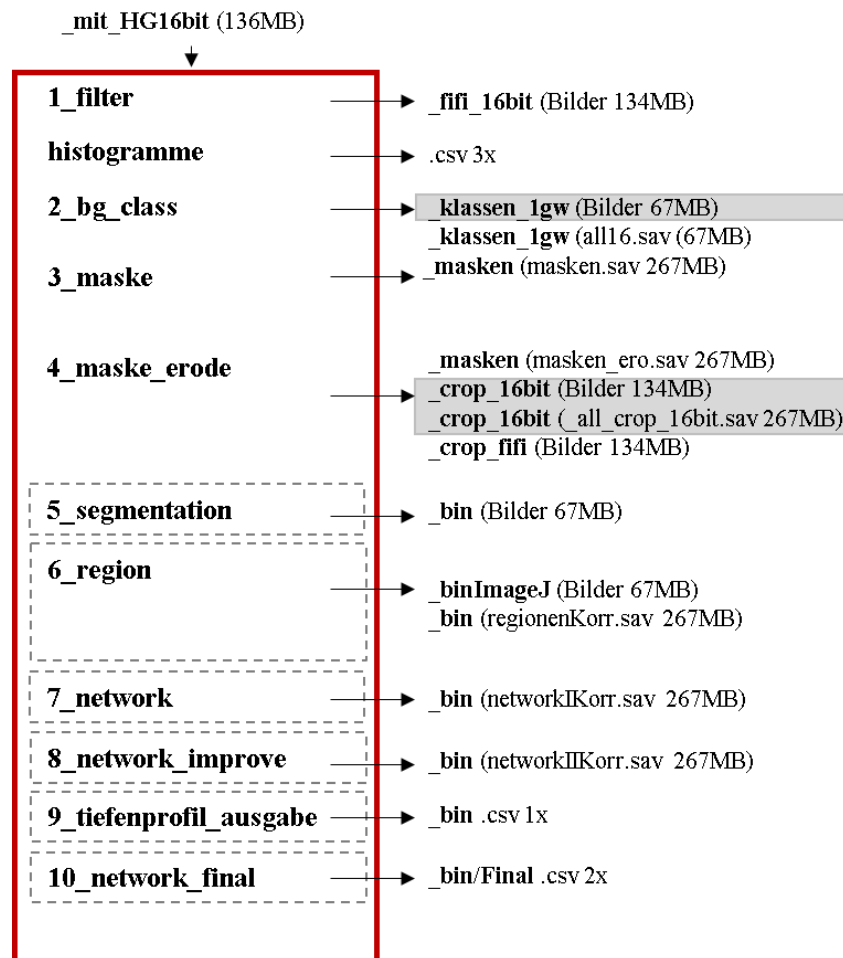 _mit_HG16bit (136MB)
1_filter
_fifi_16bit (Bilder 134MB)
histogramme
.csv 3x
2_bg_class
_klassen_1gw (Bilder 67MB)
_klassen_1gw (all16.sav (67MB)
3_maske
_masken (masken.sav 267MB)
4_maske_erode
_masken (masken_ero.sav 267MB)
_crop_16bit (Bilder 134MB)
_crop_16bit (_all_crop_16bit.sav 267MB)
_crop_fifi (Bilder 134MB)
5_segmentation
_bin (Bilder 67MB)
6_region
_binImageJ (Bilder 67MB)
_bin (regionenKorr.sav 267MB)
7_network
_bin (networkIKorr.sav 267MB)
8_network_improve
_bin (networkIIKorr.sav 267MB)
9_tiefenprofil_ausgabe
_bin .csv 1x
10_network_final
_bin/Final .csv 2x